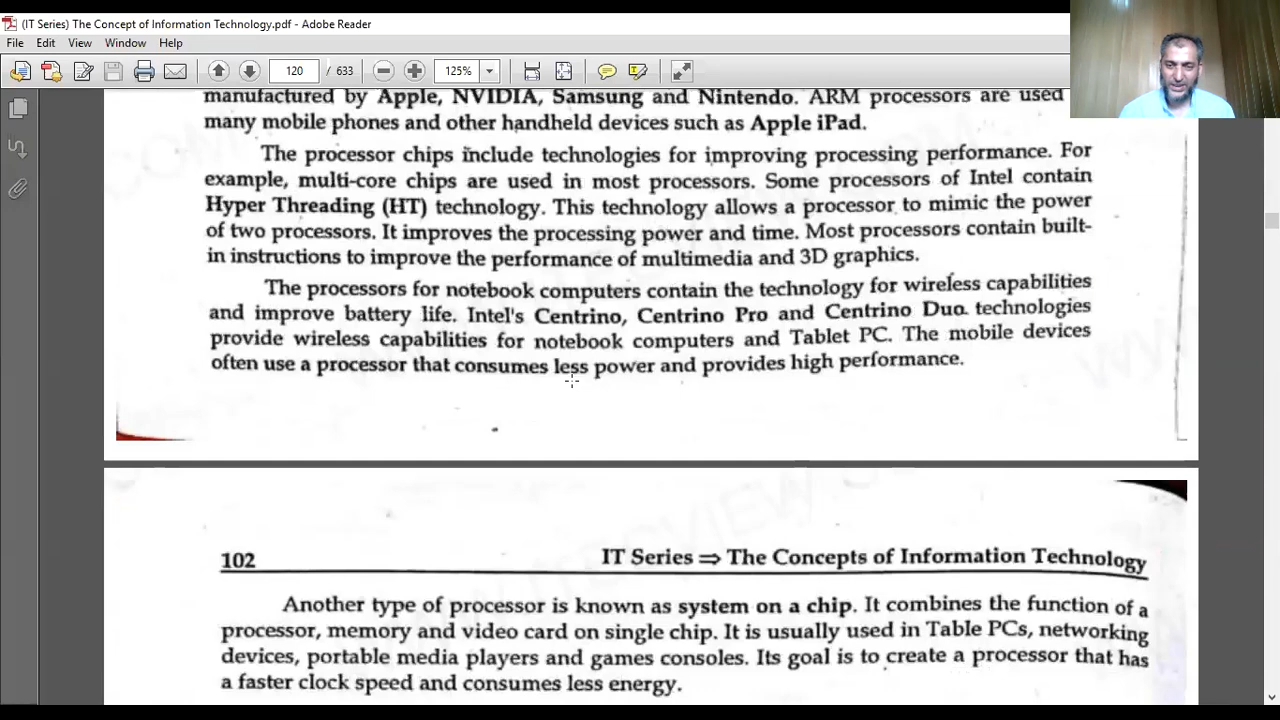 (IT Series) The Concept of Information Technology.pdf - Adobe Reader
File Edit View Window Help
120 / 633 125%
manufactured by Apple, NVIDIA, Samsung and Nintendo. ARM processors are used
many mobile phones and other handheld devices such as Apple iPad.
The processor chips include technologies for improving processing performance. For
example, multi-core chips are used in most processors. Some processors of Intel contain
Hyper Threading (HT) technology. This technology allows a processor to mimic the power
of two processors. It improves the processing power and time. Most processors contain built-
in instructions to improve the performance of multimedia and 3D graphics.
The processors for notebook computers contain the technology for wireless capabilities
and improve battery life. Intel's Centrino, Centrino Pro and Centrino Duo technologies
provide wireless capabilities for notebook computers and Tablet PC. The mobile devices
often use a processor that consumes less power and provides high performance.
102 IT Series ⇒ The Concepts of Information Technology
Another type of processor is known as system on a chip. It combines the function of a
processor, memory and video card on single chip. It is usually used in Table PCs, networking
devices, portable media players and games consoles. Its goal is to create a processor that has
a faster clock speed and consumes less energy.